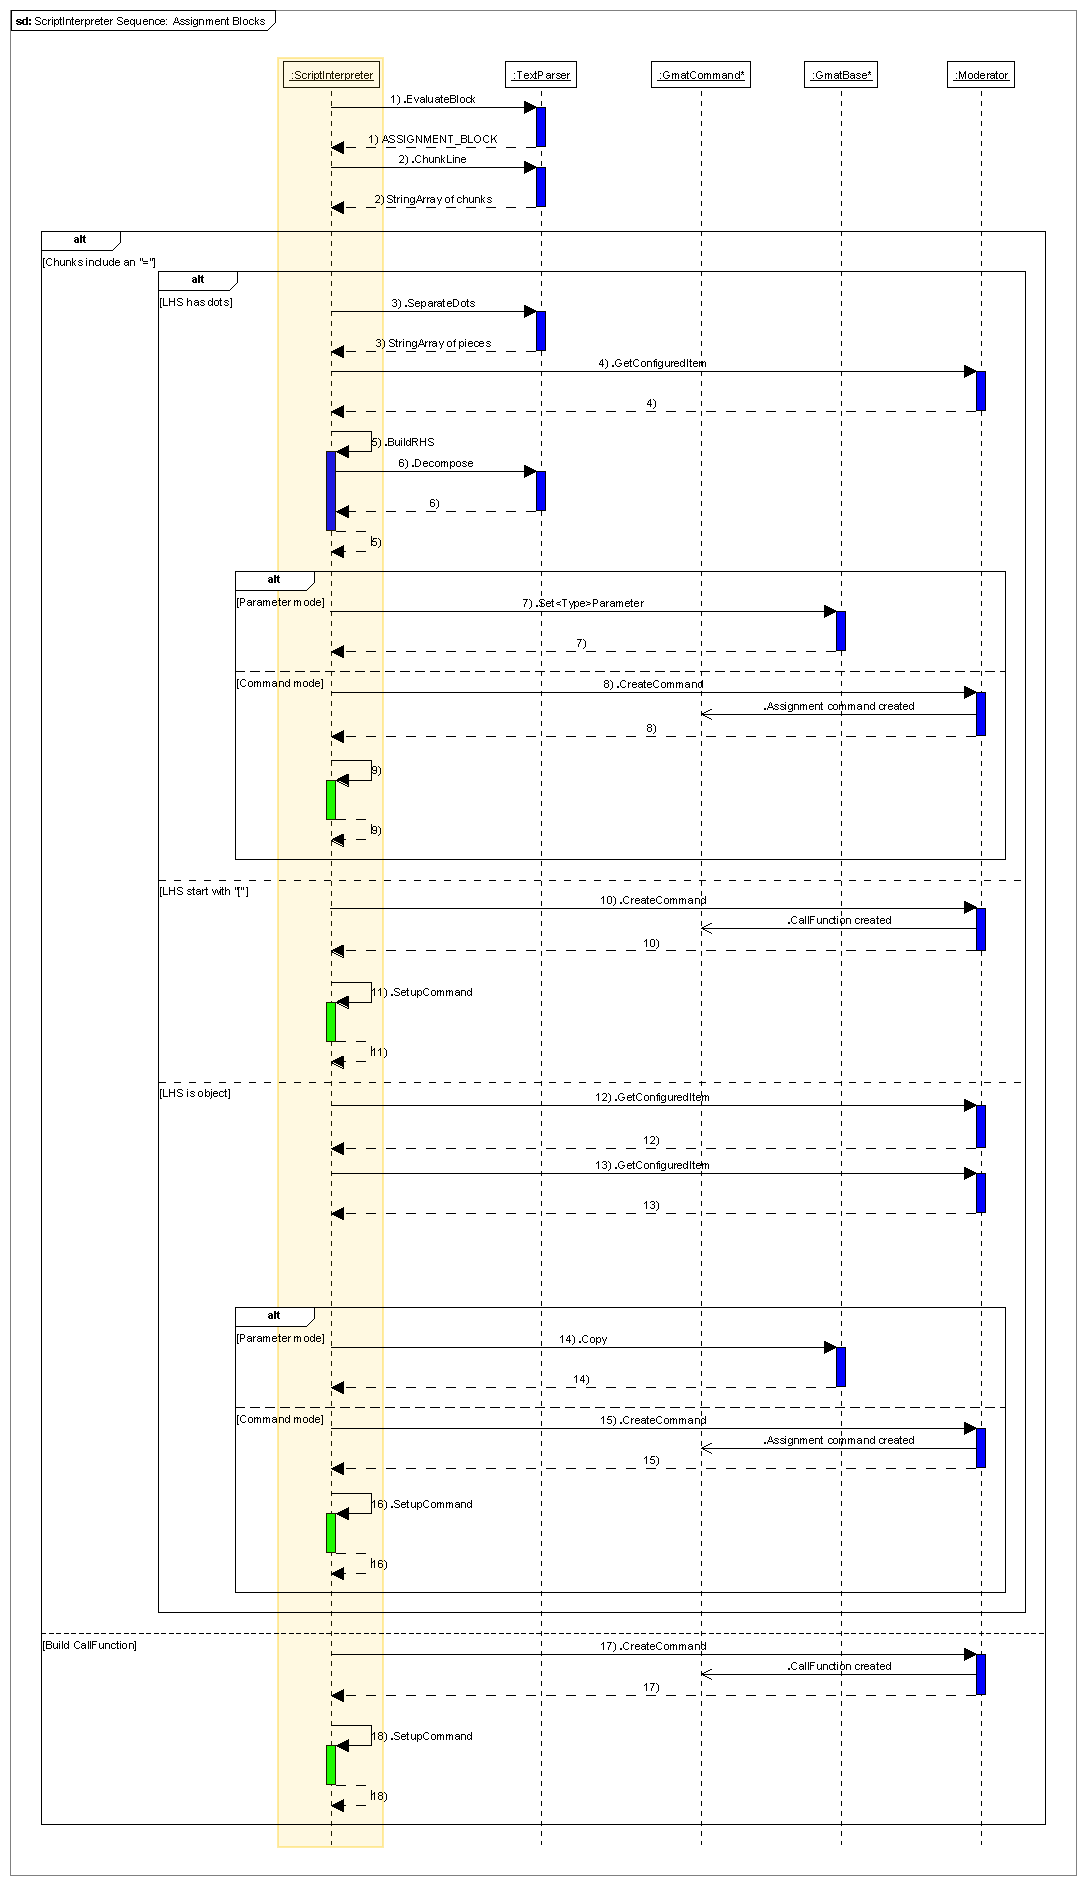 sd: ScriptInterpreter Sequence: Assignment Blocks
:ScriptInterpreter
:TextParser
:GmatCommand*
:GmatBase*
:Moderator
1) .EvaluateBlock
1) ASSIGNMENT_BLOCK
2) .ChunkLine
2) StringArray of chunks
alt
[Chunks include an "="]
alt
[LHS has dots]
3) .SeparateDots
3) StringArray of pieces
4) .GetConfiguredItem
4)
5) .BuildRHS
6) .Decompose
6)
5)
alt
[Parameter mode]
7) .Set<Type>Parameter
7)
[Command mode]
8) .CreateCommand
.Assignment command created
8)
9)
9)
[LHS start with "["]
10) .CreateCommand
.CallFunction created
10)
11) .SetupCommand
11)
[LHS is object]
12) .GetConfiguredItem
12)
13) .GetConfiguredItem
13)
alt
[Parameter mode]
14) .Copy
14)
[Command mode]
15) .CreateCommand
.Assignment command created
15)
16) .SetupCommand
16)
[Build CallFunction]
17) .CreateCommand
.CallFunction created
17)
18) .SetupCommand
18)